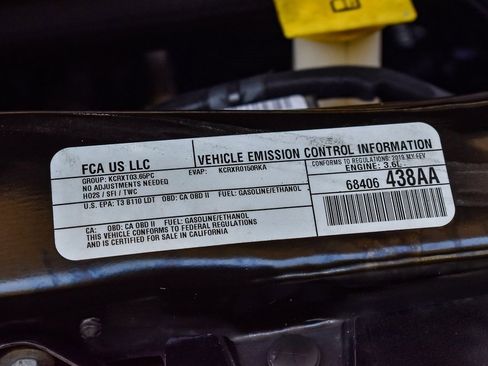 FCA US LLC
VEHICLE EMISSION CONTROL INFORMATION
GROUP: KCRXT03.65PC
EVAP: KCRXR0150RKA
CONFORMS TO REGULATIONS: 2019 MY FFV
NO ADJUSTMENTS NEEDED
ENGINE: 3.6L
HO2S / SFI / TWC
68406 438AA
U.S. EPA: T3 B110 LDT OBD: CA OBD II FUEL: GASOLINE/ETHANOL
CA: OBD: CA OBD II FUEL: GASOLINE/ETHANOL
THIS VEHICLE CONFORMS TO FEDERAL REGULATIONS
AND IS CERTIFIED FOR SALE IN CALIFORNIA